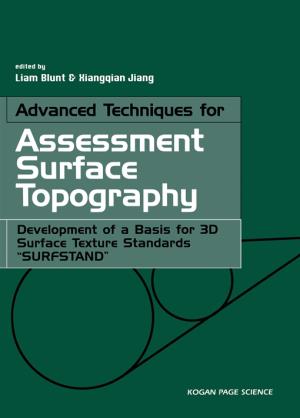 edited by
Liam Blunt & Xiangqian Jiang
Advanced Techniques for
Assessment
Surface
Topography
Development of a Basis for 3D
Surface Texture Standards
"SURFSTAND"
KOGAN PAGE SCIENCE